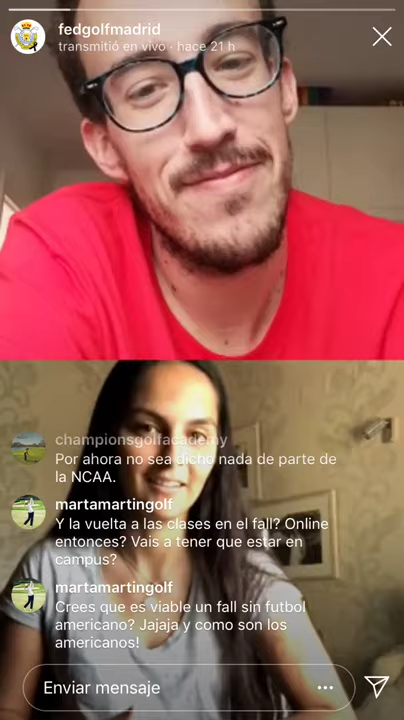 fedgolfmadrid
transmitió en vivo · hace 21 h
championsgolfacademy
Por ahora no sea dicho nada de parte de
la NCAA.
martamartingolf
Y la vuelta a las clases en el fall? Online
entonces? Vais a tener que estar en
campus?
martamartingolf
Crees que es viable un fall sin futbol
americano? Jajaja y como son los
americanos!
Enviar mensaje